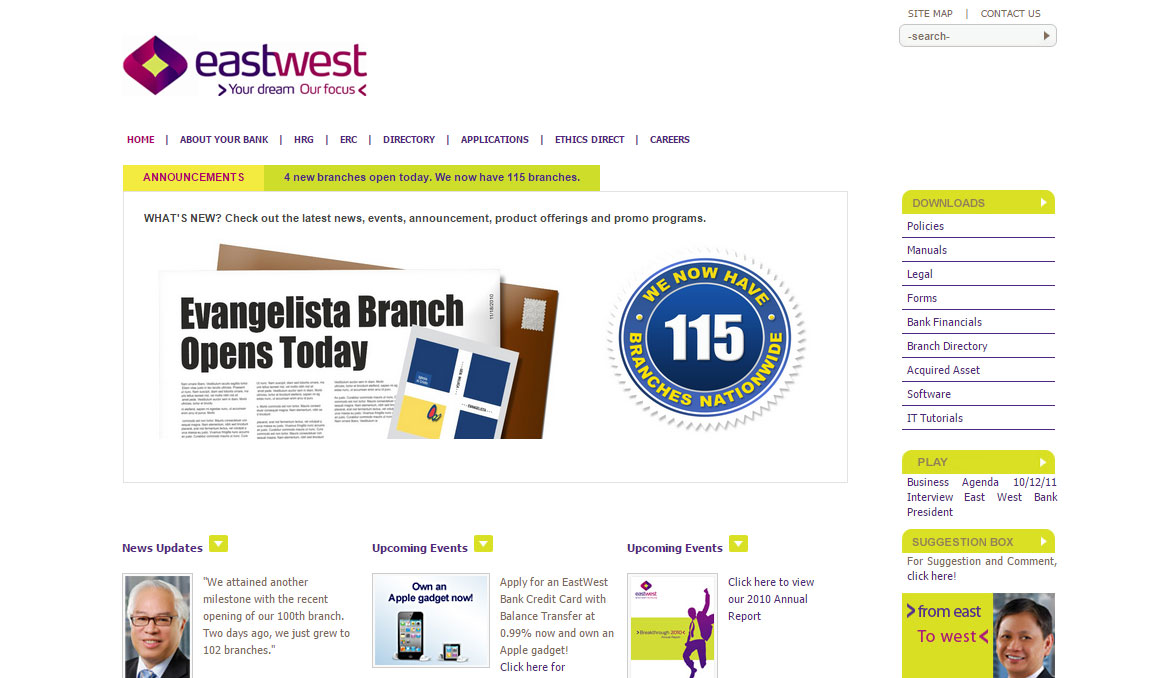 SITE MAP | CONTACT US
-search-
eastwest
Your dream Our focus
HOME | ABOUT YOUR BANK | HRG | ERC | DIRECTORY | APPLICATIONS | ETHICS DIRECT | CAREERS
ANNOUNCEMENTS 4 new branches open today. We now have 115 branches.
WHAT'S NEW? Check out the latest news, events, announcement, product offerings and promo programs.
Evangelista Branch
Opens Today
WE NOW HAVE
115
BRANCHES NATIONWIDE
DOWNLOADS
Policies
Manuals
Legal
Forms
Bank Financials
Branch Directory
Acquired Asset
Software
IT Tutorials
PLAY
Business Agenda 10/12/11
Interview East West Bank
President
SUGGESTION BOX
For Suggestion and Comment,
click here!
from east
To west
News Updates
"We attained another
milestone with the recent
opening of our 100th branch.
Two days ago, we just grew to
102 branches."
Upcoming Events
Own an
Apple gadget now!
Apply for an EastWest
Bank Credit Card with
Balance Transfer at
0.99% now and own an
Apple gadget!
Click here for
Upcoming Events
eastwest
Breakthrough 2010
Click here to view
our 2010 Annual
Report